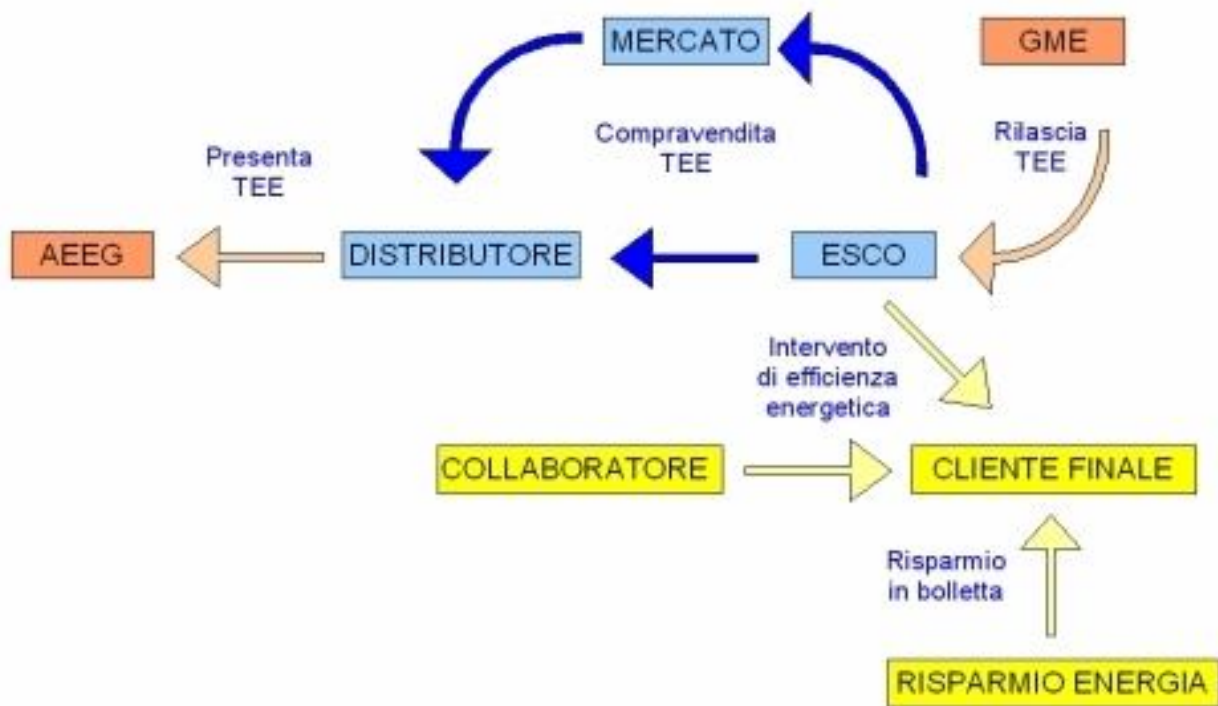 MERCATO
GME
Compravendita
TEE
Rilascia
TEE
Presenta
TEE
AEEG
DISTRIBUTORE
ESCO
Intervento
di efficienza
energetica
COLLABORATORE
CLIENTE FINALE
Risparmio
in bolletta
RISPARMIO ENERGIA